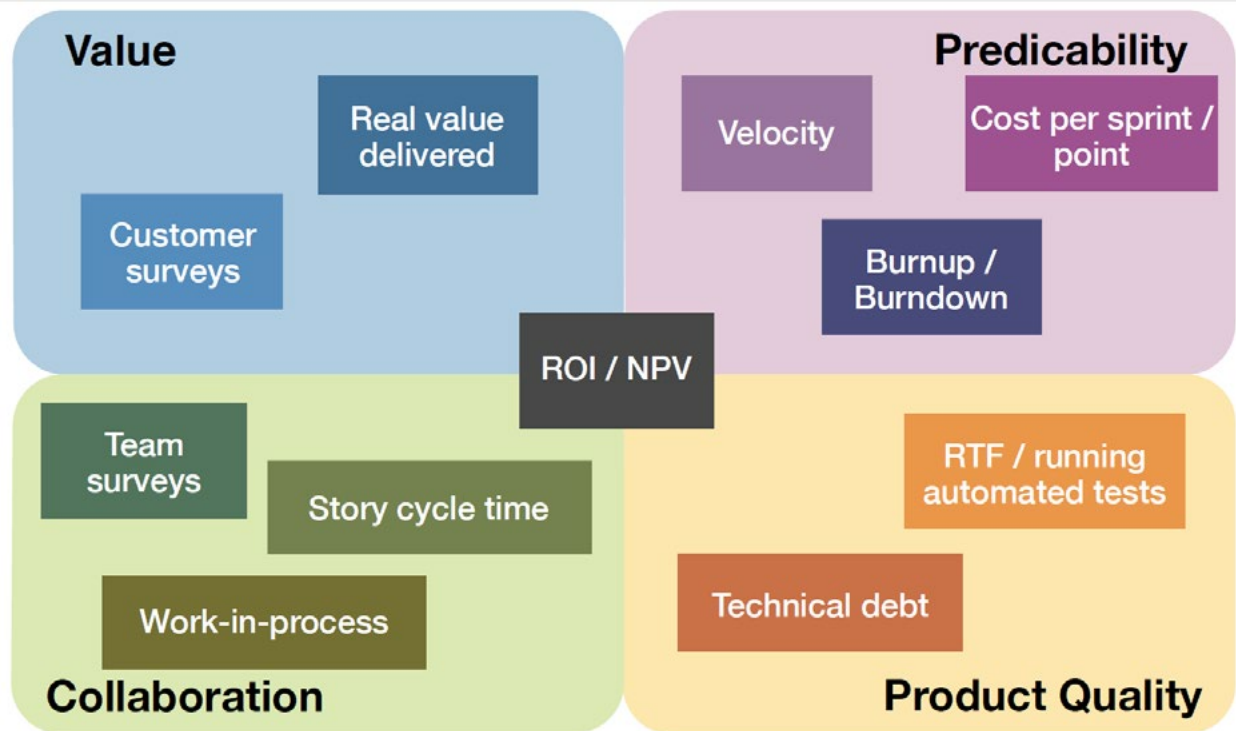 Value
Real value
delivered
Customer
surveys
Predicability
Velocity
Cost per sprint /
point
Burnup /
Burndown
ROI / NPV
Team
surveys
Story cycle time
Work-in-process
Collaboration
RTF / running
automated tests
Technical debt
Product Quality